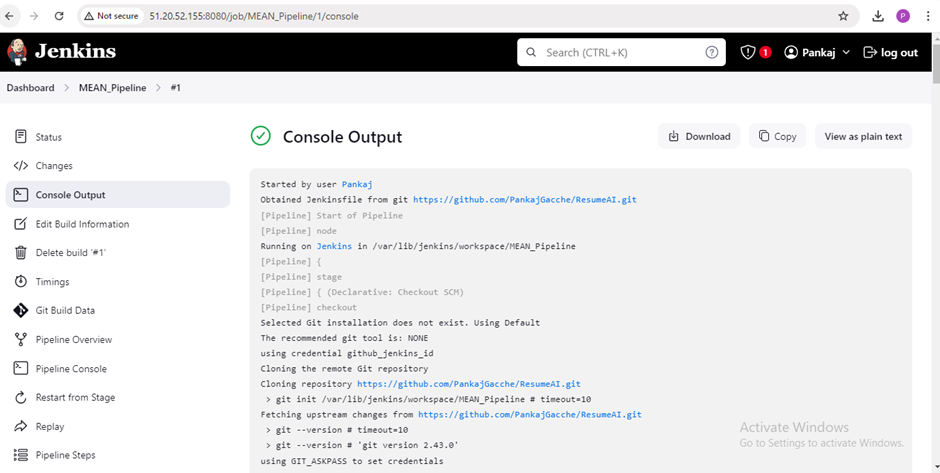 Not secure 51.20.52.155:8080/job/MEAN_Pipeline/1/console P
Jenkins Search (CTRL+K) ? 1 Pankaj log out
Dashboard > MEAN_Pipeline > #1
Status
Changes
Console Output
Edit Build Information
Delete build '#1'
Timings
Git Build Data
Pipeline Overview
Pipeline Console
Restart from Stage
Replay
Pipeline Steps
Console Output Download Copy View as plain text
Started by user Pankaj
Obtained Jenkinsfile from git https://github.com/PankajGacche/ResumeAI.git
[Pipeline] Start of Pipeline
[Pipeline] node
Running on Jenkins in /var/lib/jenkins/workspace/MEAN_Pipeline
[Pipeline] {
[Pipeline] stage
[Pipeline] { (Declarative: Checkout SCM)
[Pipeline] checkout
Selected Git installation does not exist. Using Default
The recommended git tool is: NONE
using credential github_jenkins_id
Cloning the remote Git repository
Cloning repository https://github.com/PankajGacche/ResumeAI.git
> git init /var/lib/jenkins/workspace/MEAN_Pipeline # timeout=10
Fetching upstream changes from https://github.com/PankajGacche/ResumeAI.git
> git --version # timeout=10
> git --version # 'git version 2.43.0'
using GIT_ASKPASS to set credentials
Activate Windows
Go to Settings to activate Windows.